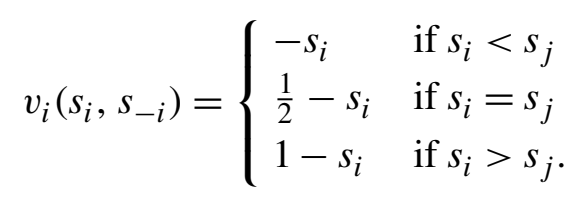 −s_i if s_i < s_j
v_i(s_i, s_{−i}) = { 1/2 − s_i if s_i = s_j
1 − s_i if s_i > s_j.